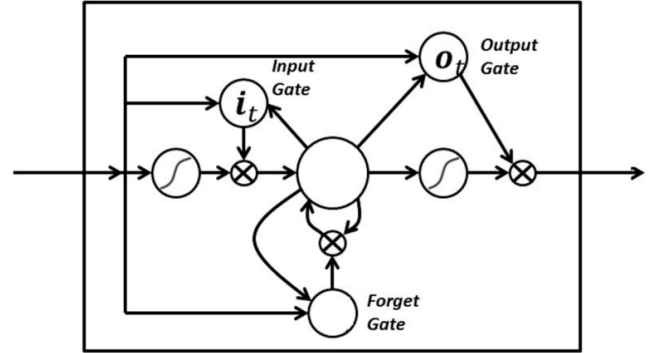 Output
Gate
o_t
Input
Gate
i_t
Forget
Gate